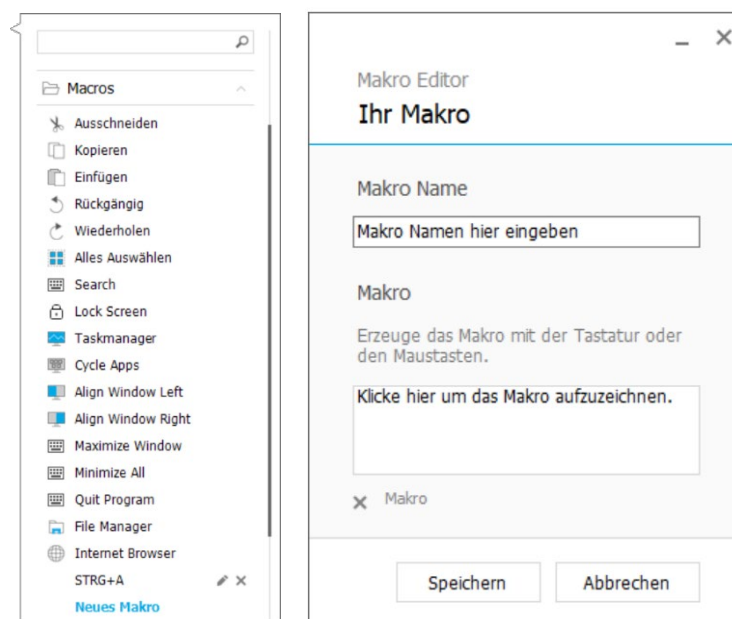 Macros
Ausschneiden
Kopieren
Einfügen
Rückgängig
Wiederholen
Alles Auswählen
Search
Lock Screen
Taskmanager
Cycle Apps
Align Window Left
Align Window Right
Maximize Window
Minimize All
Quit Program
File Manager
Internet Browser
STRG+A
Neues Makro
Makro Editor
Ihr Makro
Makro Name
Makro Namen hier eingeben
Makro
Erzeuge das Makro mit der Tastatur oder
den Maustasten.
Klicke hier um das Makro aufzuzeichnen.
Makro
Speichern
Abbrechen